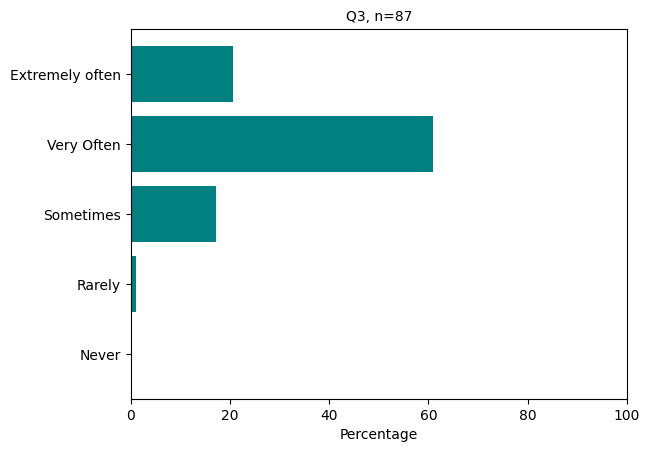 Q3, n=87
Extremely often
Very Often
Sometimes
Rarely
Never
0 20 40 60 80 100
Percentage